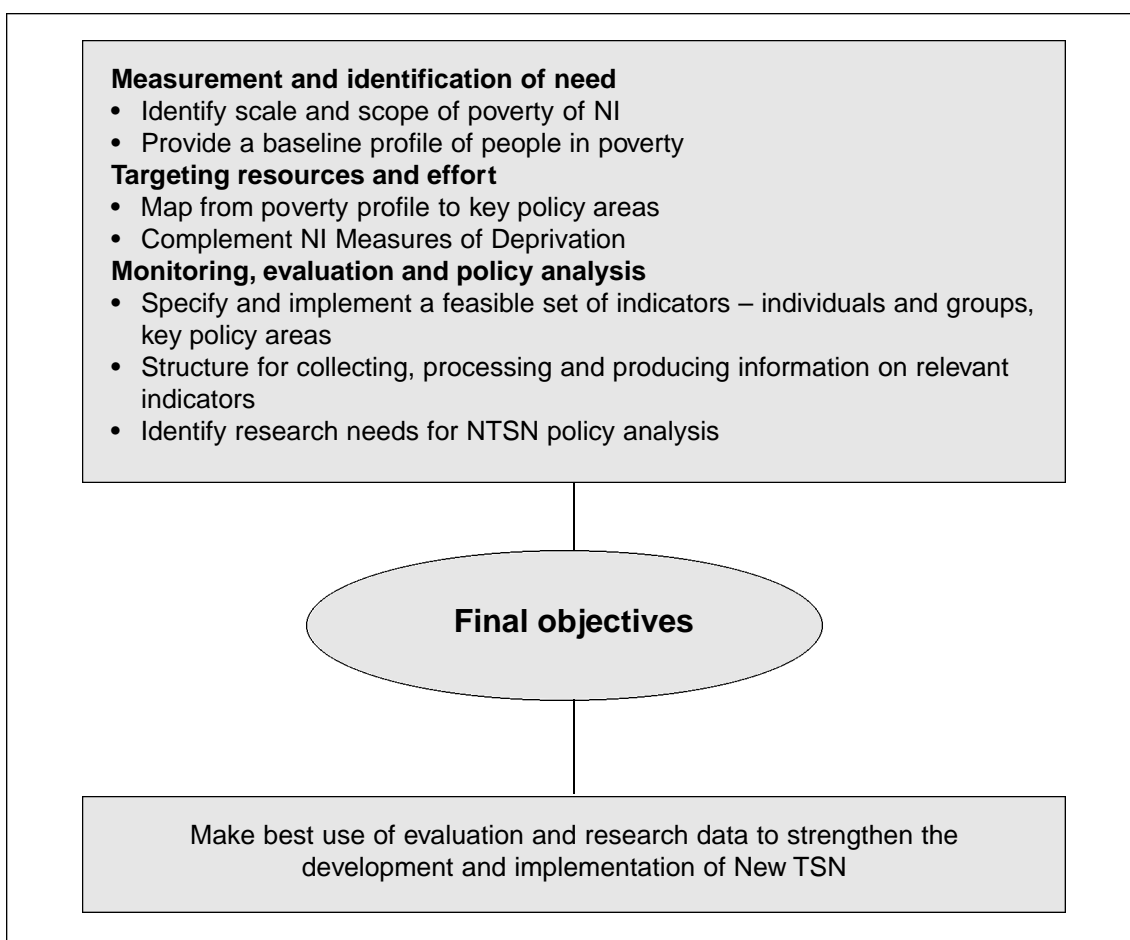 Measurement and identification of need
• Identify scale and scope of poverty of NI
• Provide a baseline profile of people in poverty
Targeting resources and effort
• Map from poverty profile to key policy areas
• Complement NI Measures of Deprivation
Monitoring, evaluation and policy analysis
• Specify and implement a feasible set of indicators – individuals and groups,
key policy areas
• Structure for collecting, processing and producing information on relevant
indicators
• Identify research needs for NTSN policy analysis
Final objectives
Make best use of evaluation and research data to strengthen the
development and implementation of New TSN